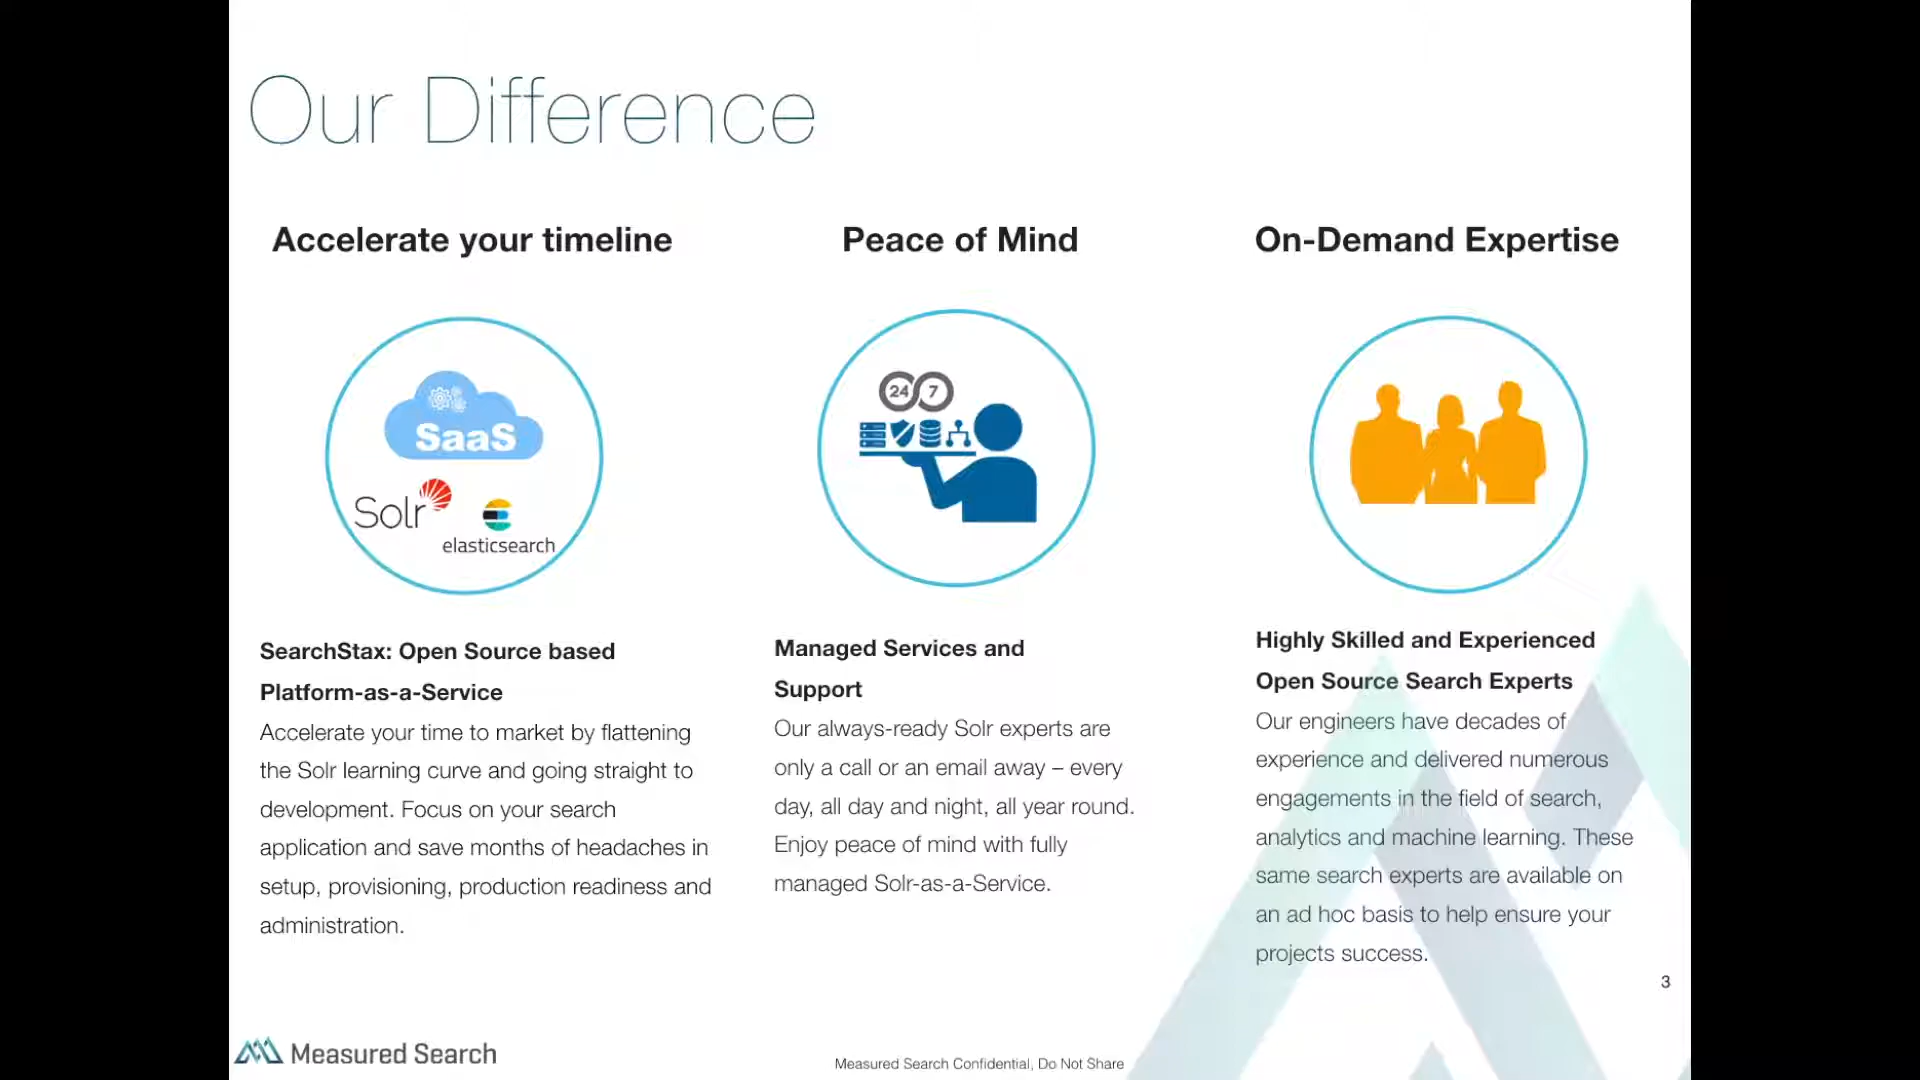 Our Difference
Accelerate your timeline
SaaS
Solr
elasticsearch
SearchStax: Open Source based
Platform-as-a-Service
Accelerate your time to market by flattening
the Solr learning curve and going straight to
development. Focus on your search
application and save months of headaches in
setup, provisioning, production readiness and
administration.
Peace of Mind
24 7
Managed Services and
Support
Our always-ready Solr experts are
only a call or an email away – every
day, all day and night, all year round.
Enjoy peace of mind with fully
managed Solr-as-a-Service.
On-Demand Expertise
Highly Skilled and Experienced
Open Source Search Experts
Our engineers have decades of
experience and delivered numerous
engagements in the field of search,
analytics and machine learning. These
same search experts are available on
an ad hoc basis to help ensure your
projects success.
3
Measured Search
Measured Search Confidential, Do Not Share